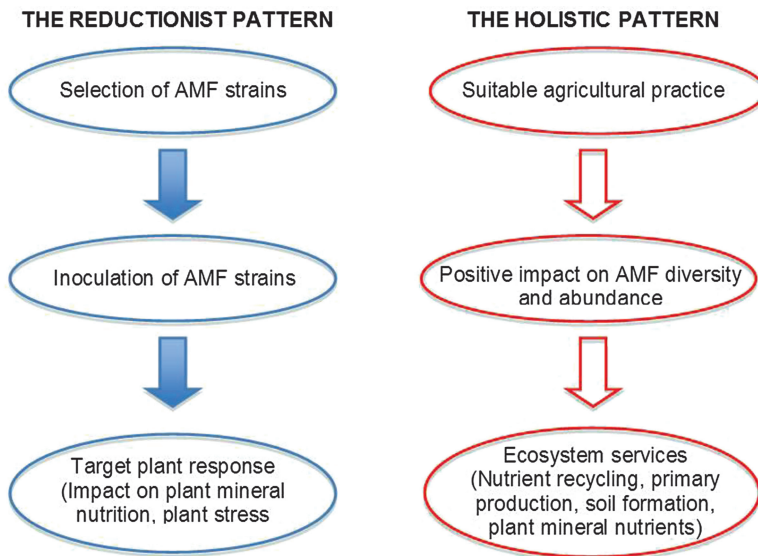 THE REDUCTIONIST PATTERN
Selection of AMF strains
Inoculation of AMF strains
Target plant response
(Impact on plant mineral
nutrition, plant stress
THE HOLISTIC PATTERN
Suitable agricultural practice
Positive impact on AMF diversity
and abundance
Ecosystem services
(Nutrient recycling, primary
production, soil formation,
plant mineral nutrients)